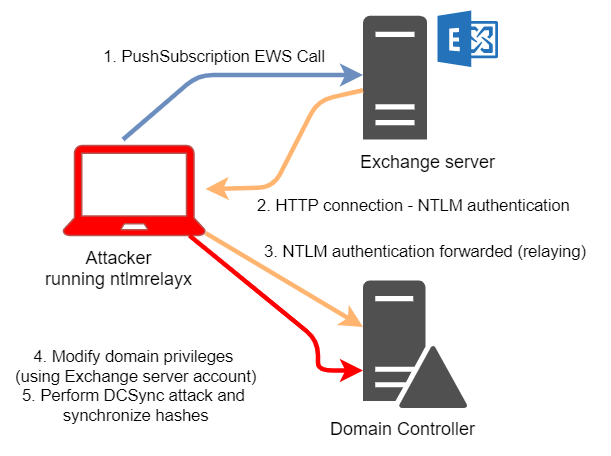 1. PushSubscription EWS Call
E
Exchange server
2. HTTP connection - NTLM authentication
3. NTLM authentication forwarded (relaying)
Attacker
running ntlmrelayx
4. Modify domain privileges
(using Exchange server account)
5. Perform DCSync attack and
synchronize hashes
Domain Controller